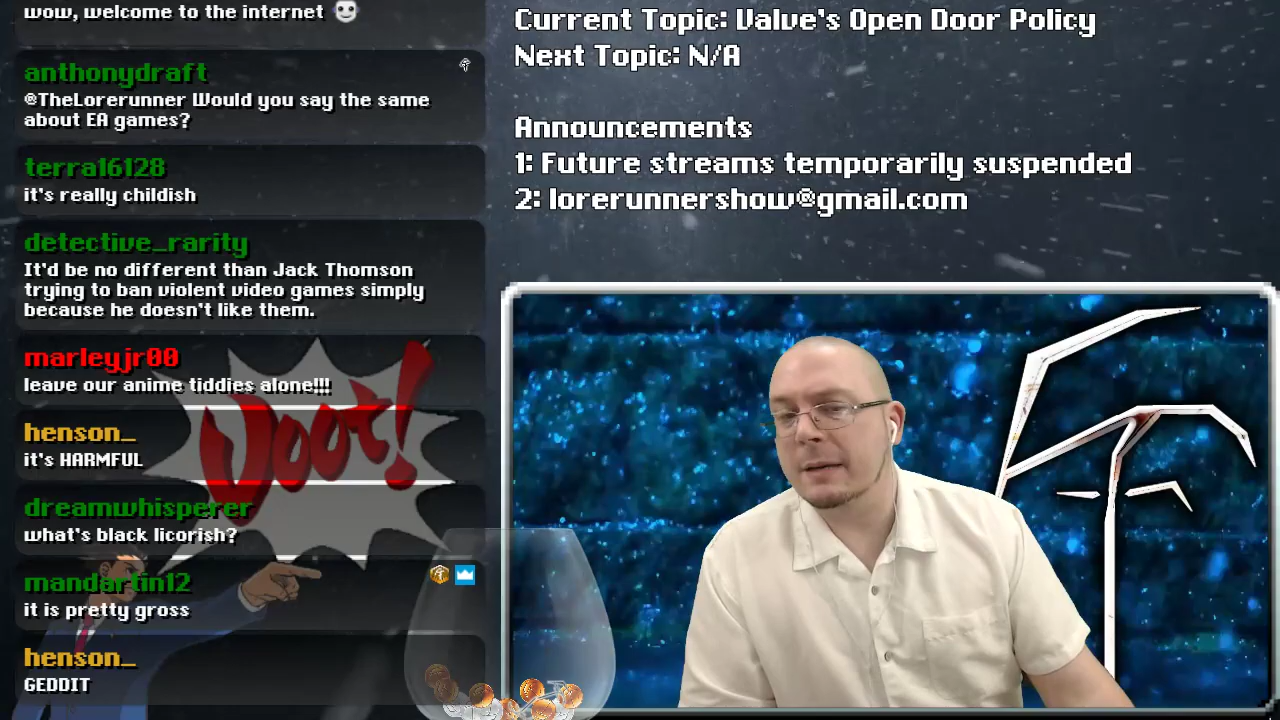 wow, welcome to the internet
anthonydraft
@TheLorerunner Would you say the same
about EA games?
terra16128
it's really childish
detective_rarity
It'd be no different than Jack Thomson
trying to ban violent video games simply
because he doesn't like them.
marleyjr00
leave our anime tiddies alone!!!
henson_
it's HARMFUL
dreamwhisperer
what's black licorish?
mandartin12
it is pretty gross
henson_
GEDDIT
Doot!
Current Topic: Valve's Open Door Policy
Next Topic: N/A
Announcements
1: Future streams temporarily suspended
2: lorerunnershow@gmail.com